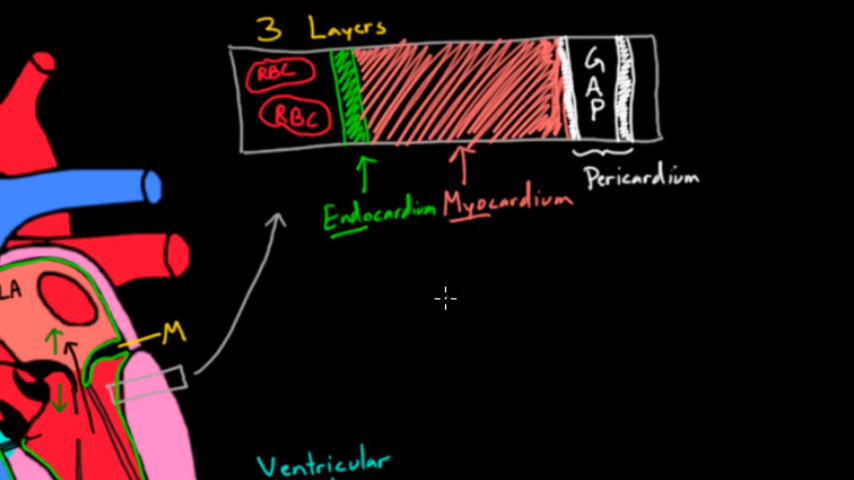 3 Layers
RBC
RBC
GAP
Endocardium
Myocardium
Pericardium
LA
M
Ventricular